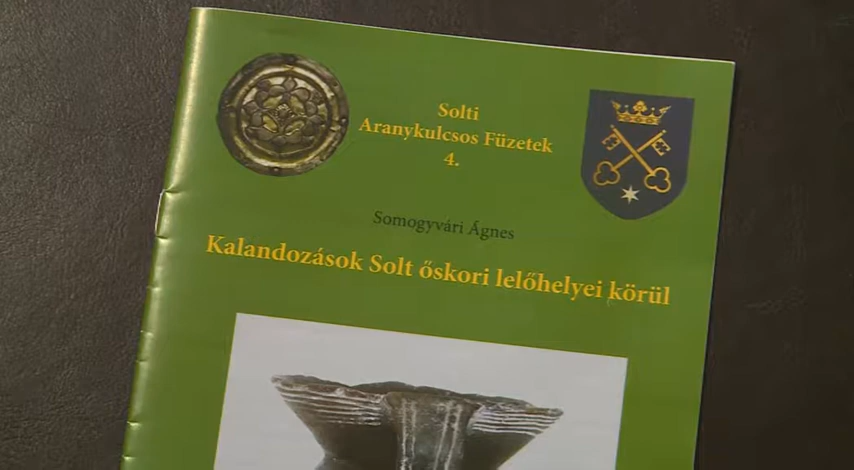 Solti
Aranykulcsos Füzetek
4.
Somogyvári Ágnes
Kalandozások Solt őskori lelőhelyei körül